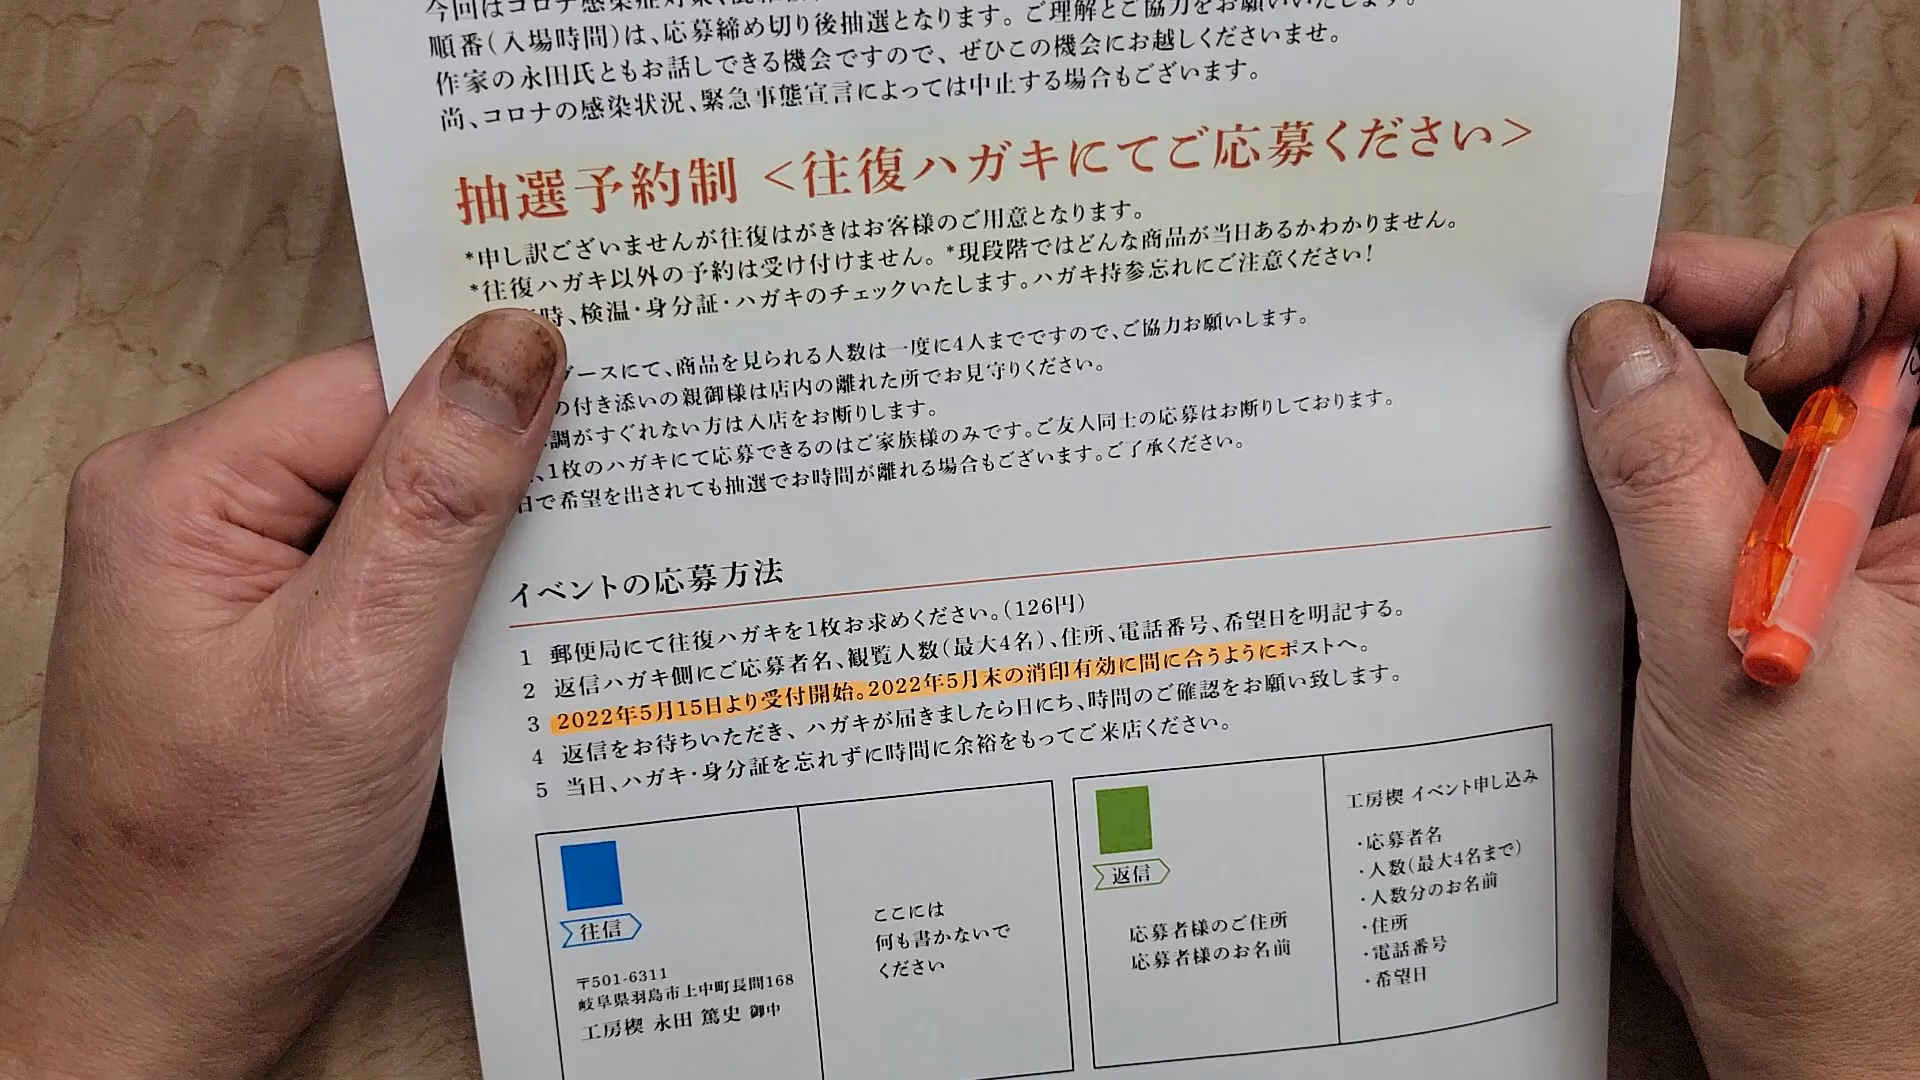 今回はコロナ感染症対策
順番(入場時間)は、応募締め切り後抽選となります。ご理解とご協力をお願いいたします。
作家の永田氏ともお話しできる機会ですので、ぜひこの機会にお越しくださいませ。
尚、コロナの感染状況、緊急事態宣言によっては中止する場合もございます。
抽選予約制 <往復ハガキにてご応募ください>
*申し訳ございませんが往復はがきはお客様のご用意となります。
*往復ハガキ以外の予約は受け付けません。*現段階ではどんな商品が当日あるかわかりません。
時、検温・身分証・ハガキのチェックいたします。ハガキ持参忘れにご注意ください!
ブースにて、商品を見られる人数は一度に4人までですので、ご協力お願いします。
の付き添いの親御様は店内の離れた所でお見守りください。
調がすぐれない方は入店をお断りします。
、1枚のハガキにて応募できるのはご家族様のみです。ご友人同士の応募はお断りしております。
日で希望を出されても抽選でお時間が離れる場合もございます。ご了承ください。
イベントの応募方法
1 郵便局にて往復ハガキを1枚お求めください。(126円)
2 返信ハガキ側にご応募者名、観覧人数(最大4名)、住所、電話番号、希望日を明記する。
3 2022年5月15日より受付開始。2022年5月末の消印有効に間に合うようにポストへ。
4 返信をお待ちいただき、ハガキが届きましたら日にち、時間のご確認をお願い致します。
5 当日、ハガキ・身分証を忘れずに時間に余裕をもってご来店ください。
往信
〒501-6311
岐阜県羽島市上中町長間168
工房楔 永田 篤史 御中
ここには
何も書かないで
ください
返信
応募者様のご住所
応募者様のお名前
工房楔 イベント申し込み
・応募者名
・人数(最大4名まで)
・人数分のお名前
・住所
・電話番号
・希望日